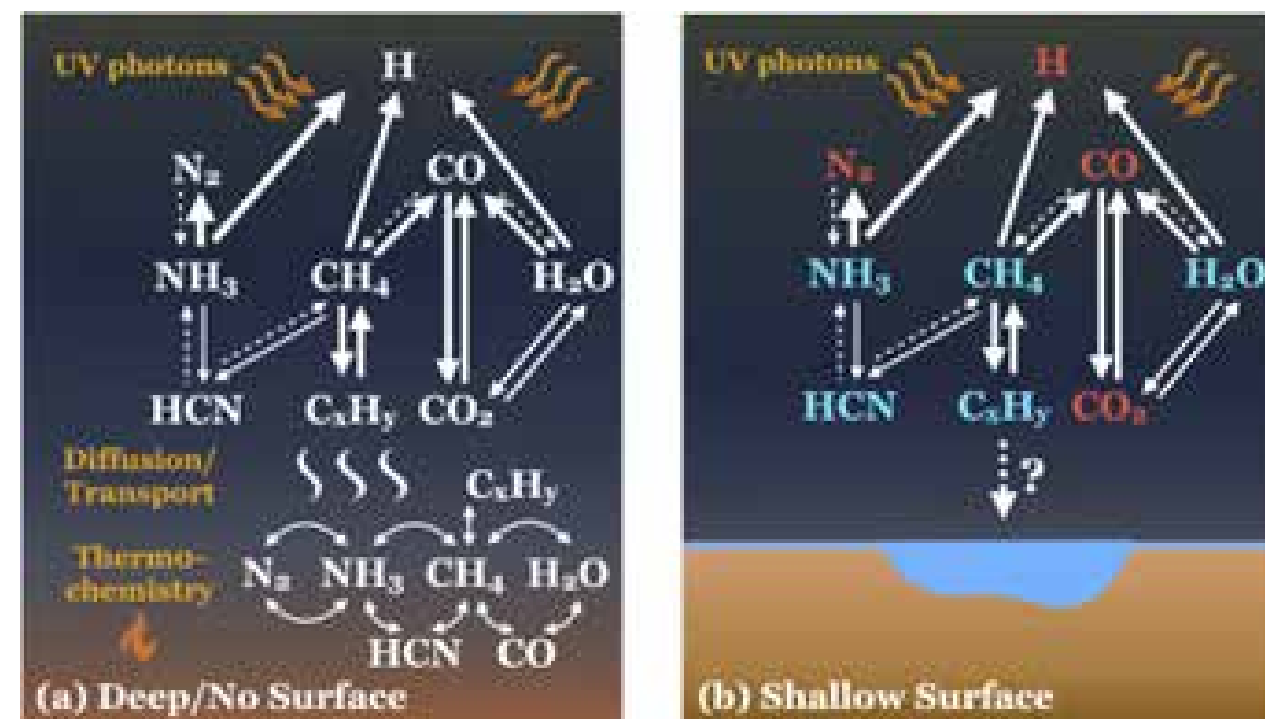 UV photons H
N₂ CO
NH₃ CH₄ H₂O
HCN CₓHᵧ CO₂
Diffusion/
Transport
CₓHᵧ
Thermo-
chemistry
N₂ NH₃ CH₄ H₂O
HCN CO
(a) Deep/No Surface
UV photons H
N₂ CO
NH₃ CH₄ H₂O
HCN CₓHᵧ CO₂
?
(b) Shallow Surface